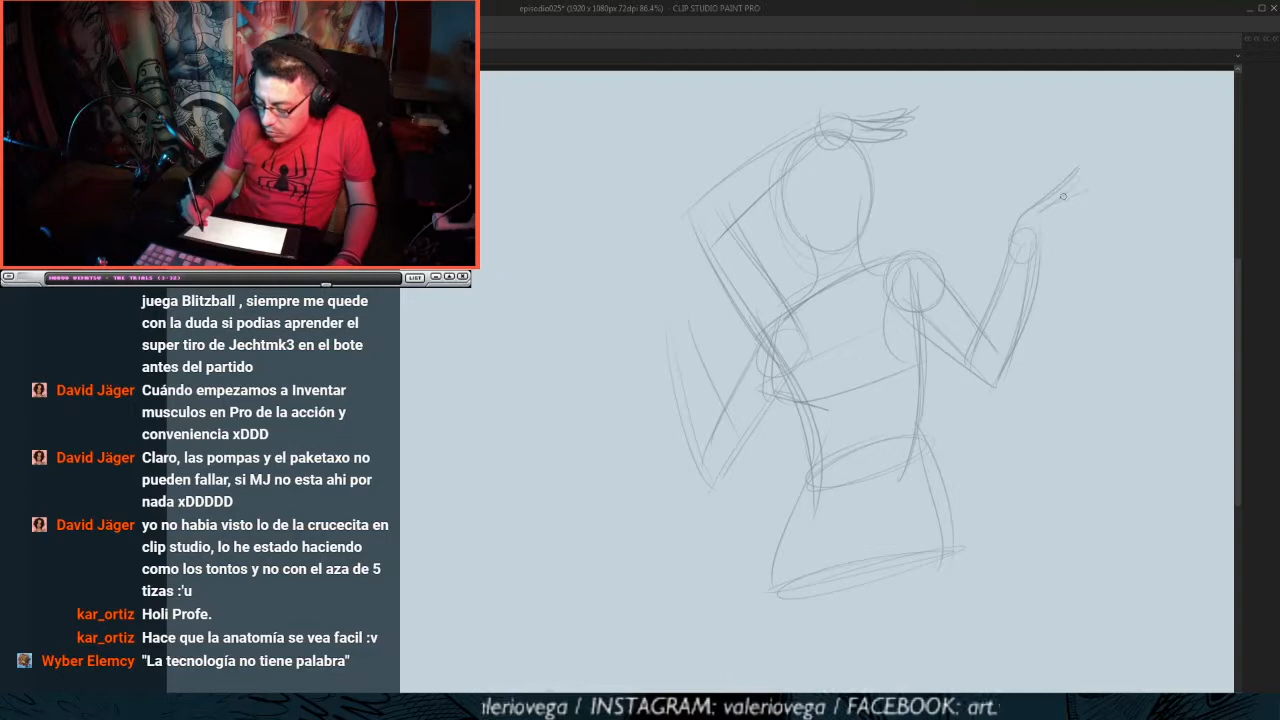 episodio025* (1920 x 1080px 72dpi 86.4%) - CLIP STUDIO PAINT PRO
LIST
juega Blitzball , siempre me quede
con la duda si podias aprender el
super tiro de Jechtmk3 en el bote
antes del partido
David Jäger Cuándo empezamos a Inventar
musculos en Pro de la acción y
conveniencia xDDD
David Jäger Claro, las pompas y el paketaxo no
pueden fallar, si MJ no esta ahi por
nada xDDDDD
David Jäger yo no habia visto lo de la crucecita en
clip studio, lo he estado haciendo
como los tontos y no con el aza de 5
tizas :'u
kar_ortiz Holi Profe.
kar_ortiz Hace que la anatomía se vea facil :v
Wyber Elemcy "La tecnología no tiene palabra"
aleriovega / INSTAGRAM: valeriovega / FACEBOOK: art.